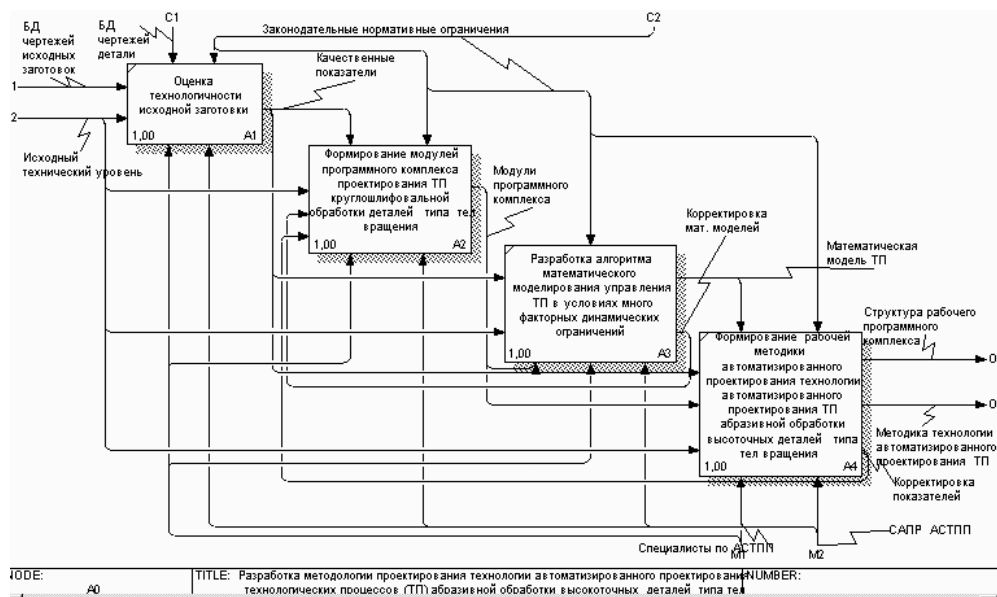 C1
C2
БД
чертежей
исходных
заготовок
БД
чертежей
детали
Законодательные нормативные ограничения
Качественные
показатели
1
2
Оценка
технологичности
исходной заготовки
1,00 A1
Исходный
технический уровень
Формирование модулей
программного комплекса
проектирования ТП
круглошлифовальной
обработки деталей типа тел
вращения
1,00 A2
Модули
программного
комплекса
Корректировка
мат. моделей
Разработка алгоритма
математического
моделирования управления
ТП в условиях много
факторных динамических
ограничений
1,00 A3
Математическая
модель ТП
Структура рабочего
программного
комплекса
Формирование рабочей
методики
автоматизированного
проектирования технологии
автоматизированного
проектирования ТП
абразивной обработки
высоточных деталей типа
тел вращения
1,00 A4
Методика технологии
автоматизированного
проектирования ТП
Корректировка
показателей
САПР АСТПП
Специалисты по АСТПП
M1
M2
NODE:
A0
TITLE: Разработка методологии проектирования технологии автоматизированного проектирования
технологических процессов (ТП) абразивной обработки высокоточных деталей типа тел
NUMBER: